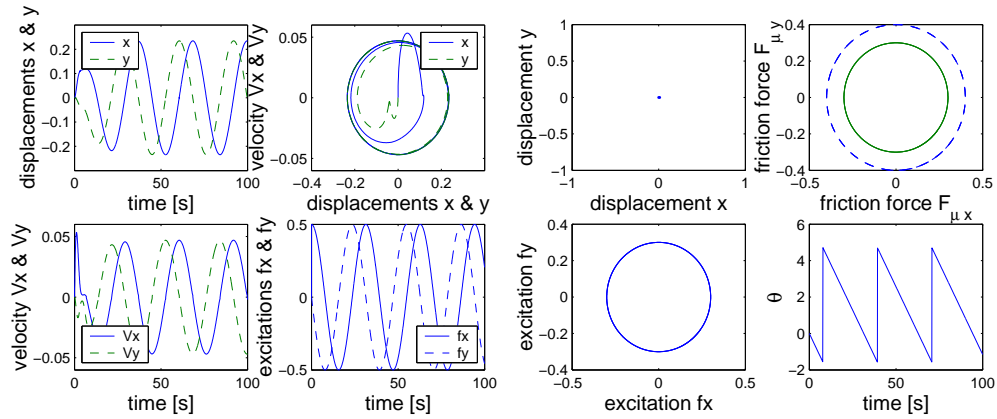 displacements x & y
0.2
0.1
0
-0.1
-0.2
0
50
100
time [s]
x
y
velocity Vx & Vy
0.05
0
-0.05
-0.4
-0.2
0
0.2
0.4
displacements x & y
x
y
displacement y
1
0.5
0
-0.5
-1
-1
0
1
displacement x
friction force F μ y
0.4
0.2
0
-0.2
-0.4
-0.5
0
0.5
friction force F μ x
velocity Vx & Vy
0.05
0
-0.05
0
50
100
time [s]
Vx
Vy
excitations fx & fy
0.5
0
-0.5
0
50
100
time [s]
fx
fy
excitation fy
0.4
0.2
0
-0.2
-0.4
-0.5
0
0.5
excitation fx
θ
6
4
2
0
-2
0
50
100
time [s]